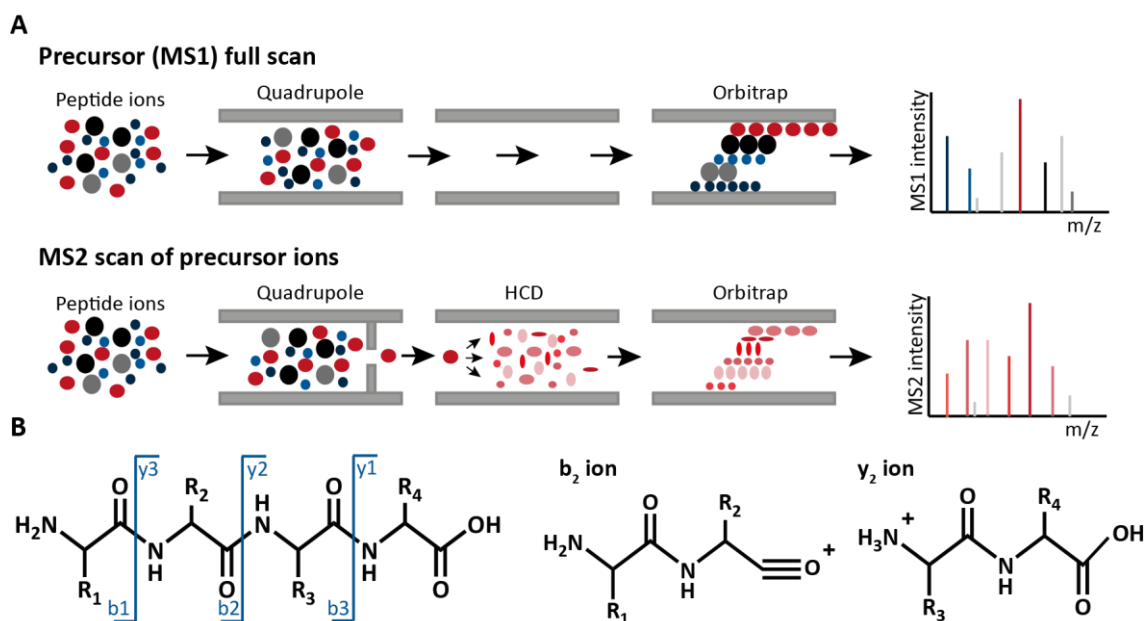 A
Precursor (MS1) full scan
Peptide ions
Quadrupole
Orbitrap
MS1 intensity
m/z
MS2 scan of precursor ions
Peptide ions
Quadrupole
HCD
Orbitrap
MS2 intensity
m/z
B
y3
y2
y1
O
R₂
H
N
O
R₄
H₂N
N
H
OH
R₁
O
R₃
N
H
O
b1
b2
b3
b₂ ion
O
R₂
H₂N
N
H
O
+
R₁
y₂ ion
O
R₄
OH
+
H₃N
N
H
O
R₃